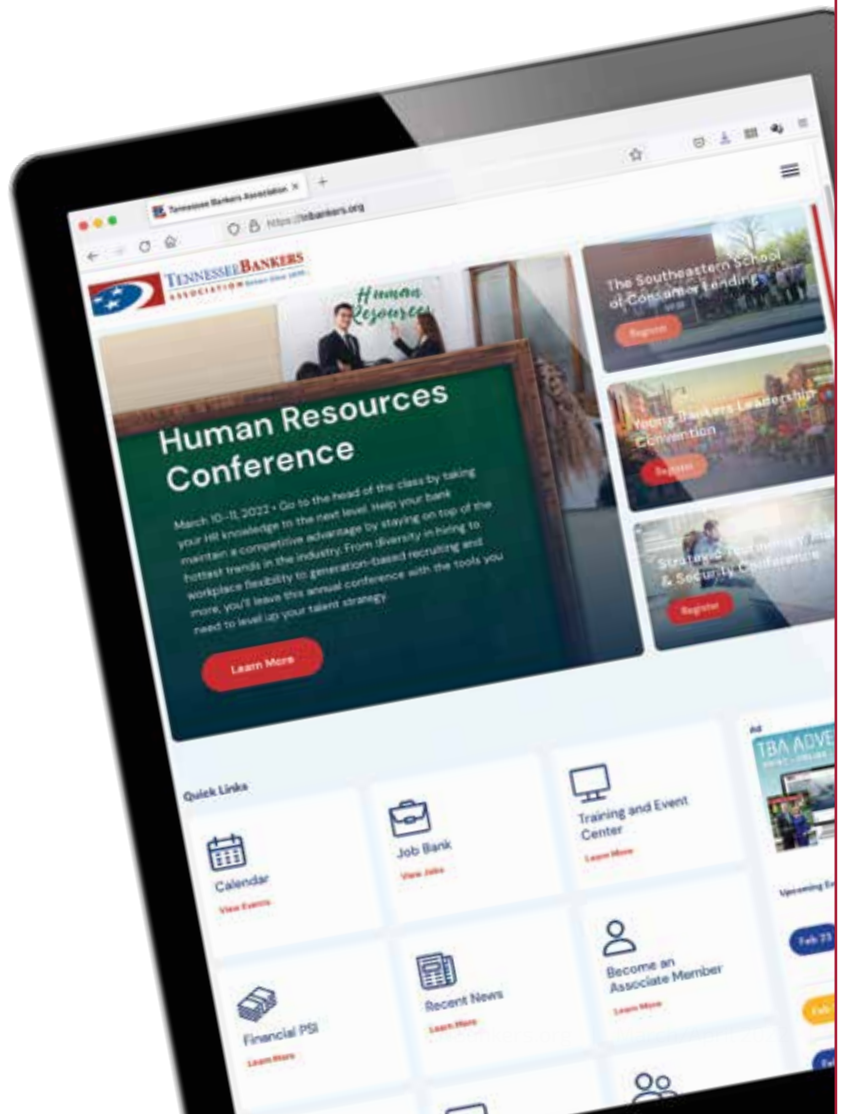 Tennessee Bankers Association
https://tnbankers.org
TENNESSEE BANKERS
ASSOCIATION
Human
Resources
Human Resources
Conference
March 10-11, 2022 • Go to the head of the class by taking
your HR knowledge to the next level. Help your bank
maintain a competitive advantage by staying on top of the
hottest trends in the industry. From diversity in hiring to
workplace flexibility to generation-based recruiting and
more, you'll leave this annual conference with the tools you
need to level up your talent strategy.
Learn More
The Southeastern School
of Consumer Lending
Register
Young Bankers Leadership
Convention
Register
& Security Conference
Register
Quick Links
Calendar
View Events
Job Bank
View Jobs
Training and Event
Center
Learn More
Financial PSI
Learn More
Recent News
Learn More
Become an
Associate Member
Learn More
Ad
TBA ADVE
Upcoming
Feb 23
Feb